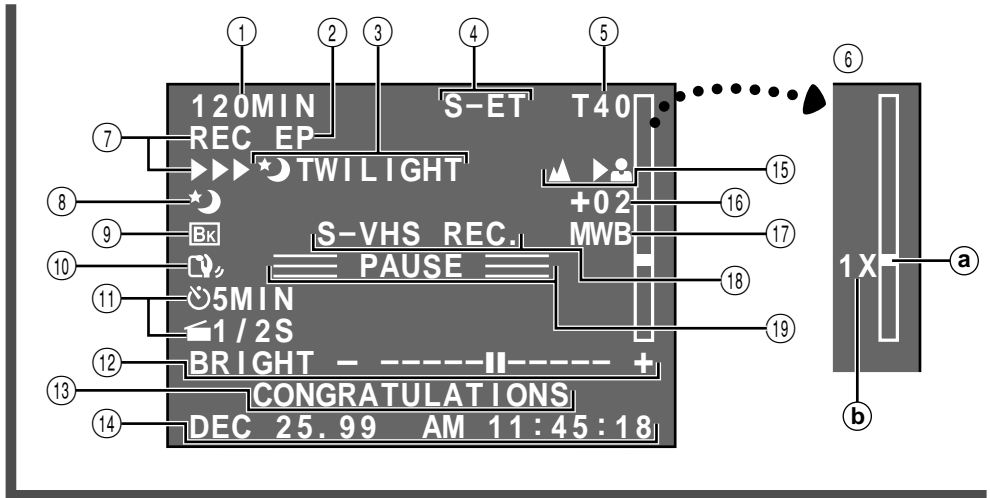 1 2 3 4 5 6
120MIN S-ET T40
7 REC EP
TWILIGHT 15
8 +02 16
9 BK S-VHS REC. MWB 17
10 PAUSE 18
1X a
11 5MIN
1/2S 19
12 BRIGHT - -----II----- +
13 CONGRATULATIONS b
14 DEC 25.99 AM 11:45:18